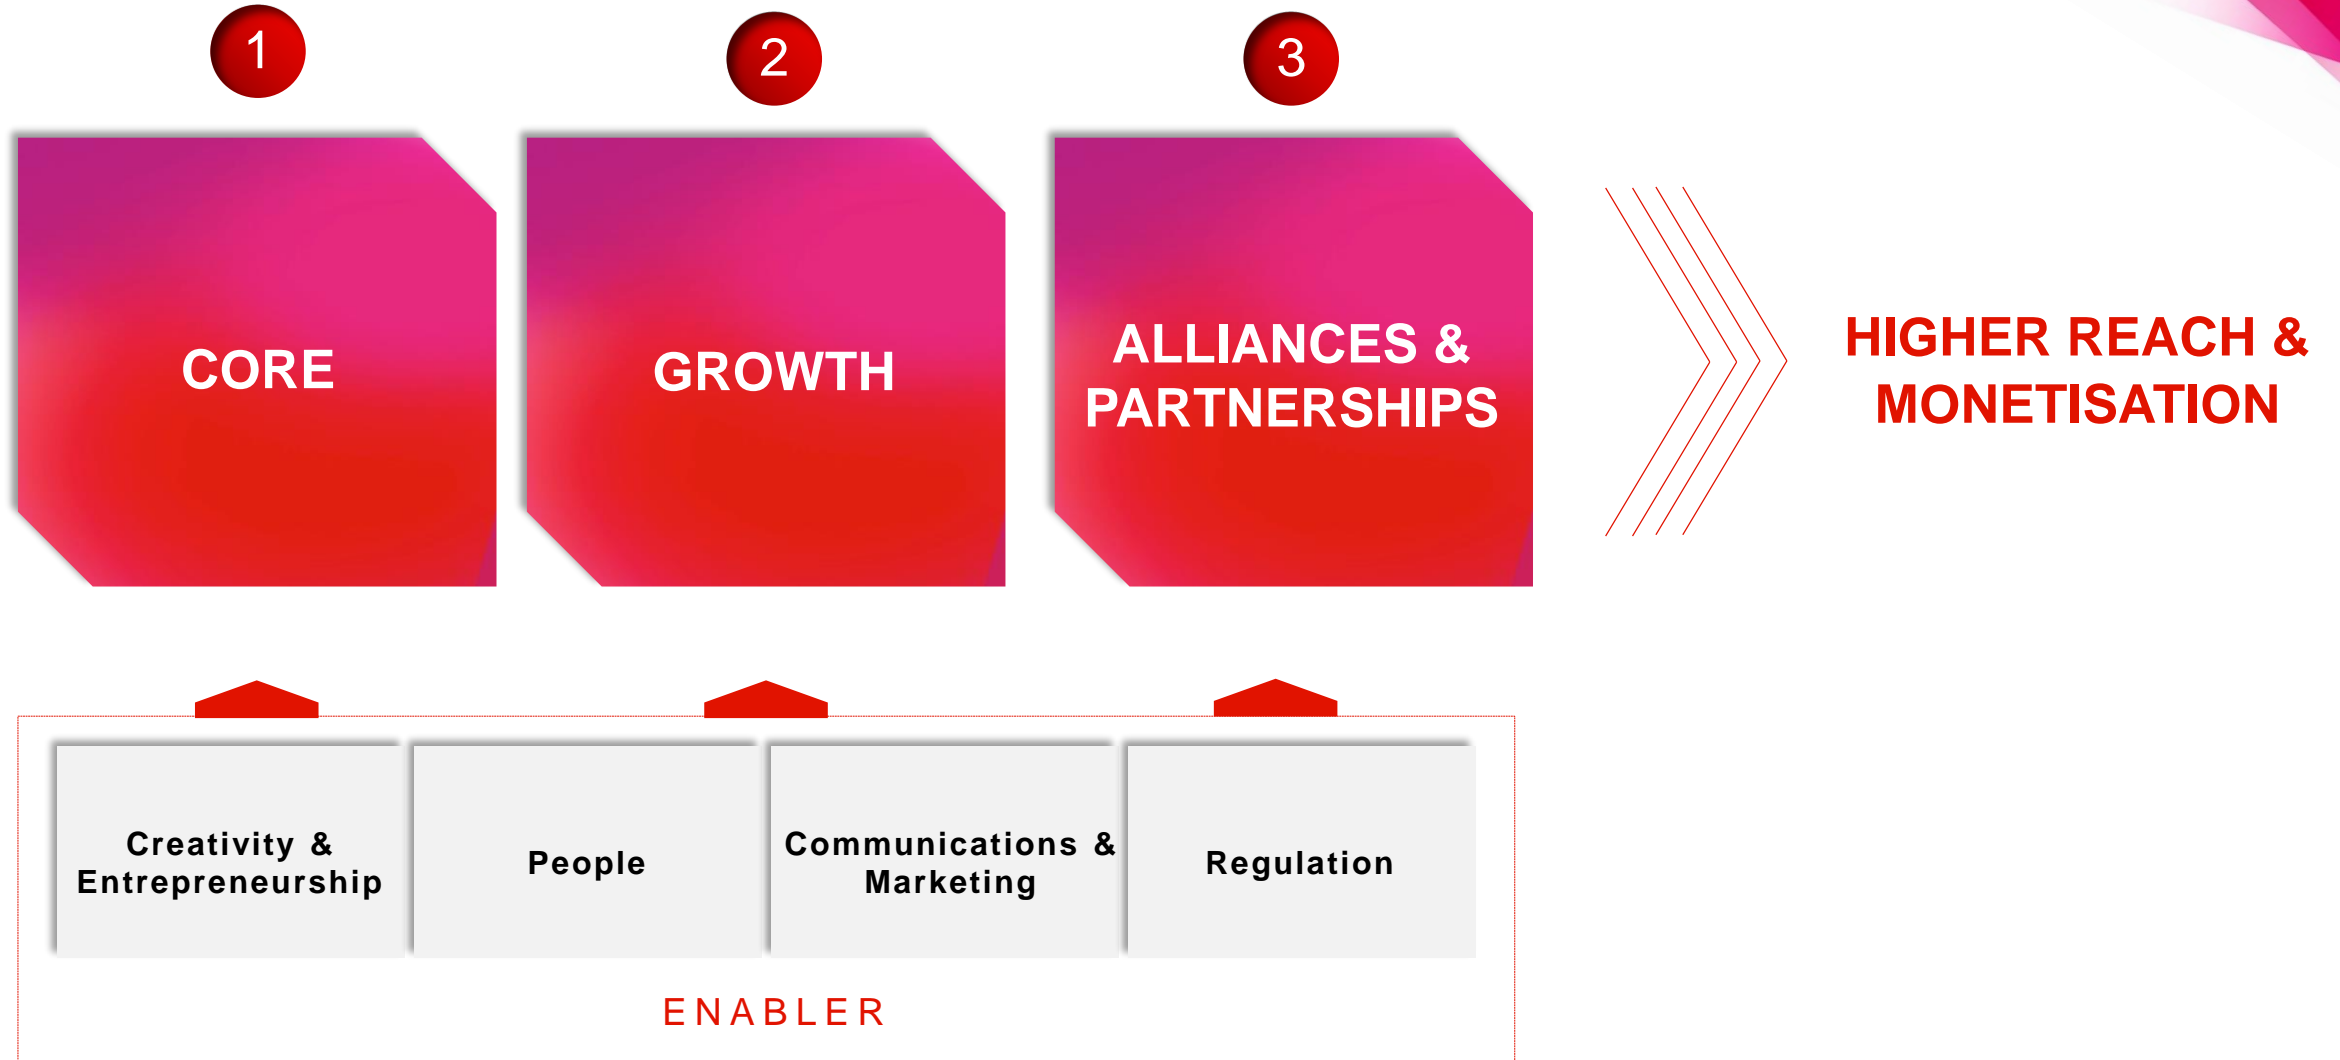 1
2
3
CORE
GROWTH
ALLIANCES &
PARTNERSHIPS
HIGHER REACH &
MONETISATION
Creativity &
Entrepreneurship
People
Communications &
Marketing
Regulation
ENABLER